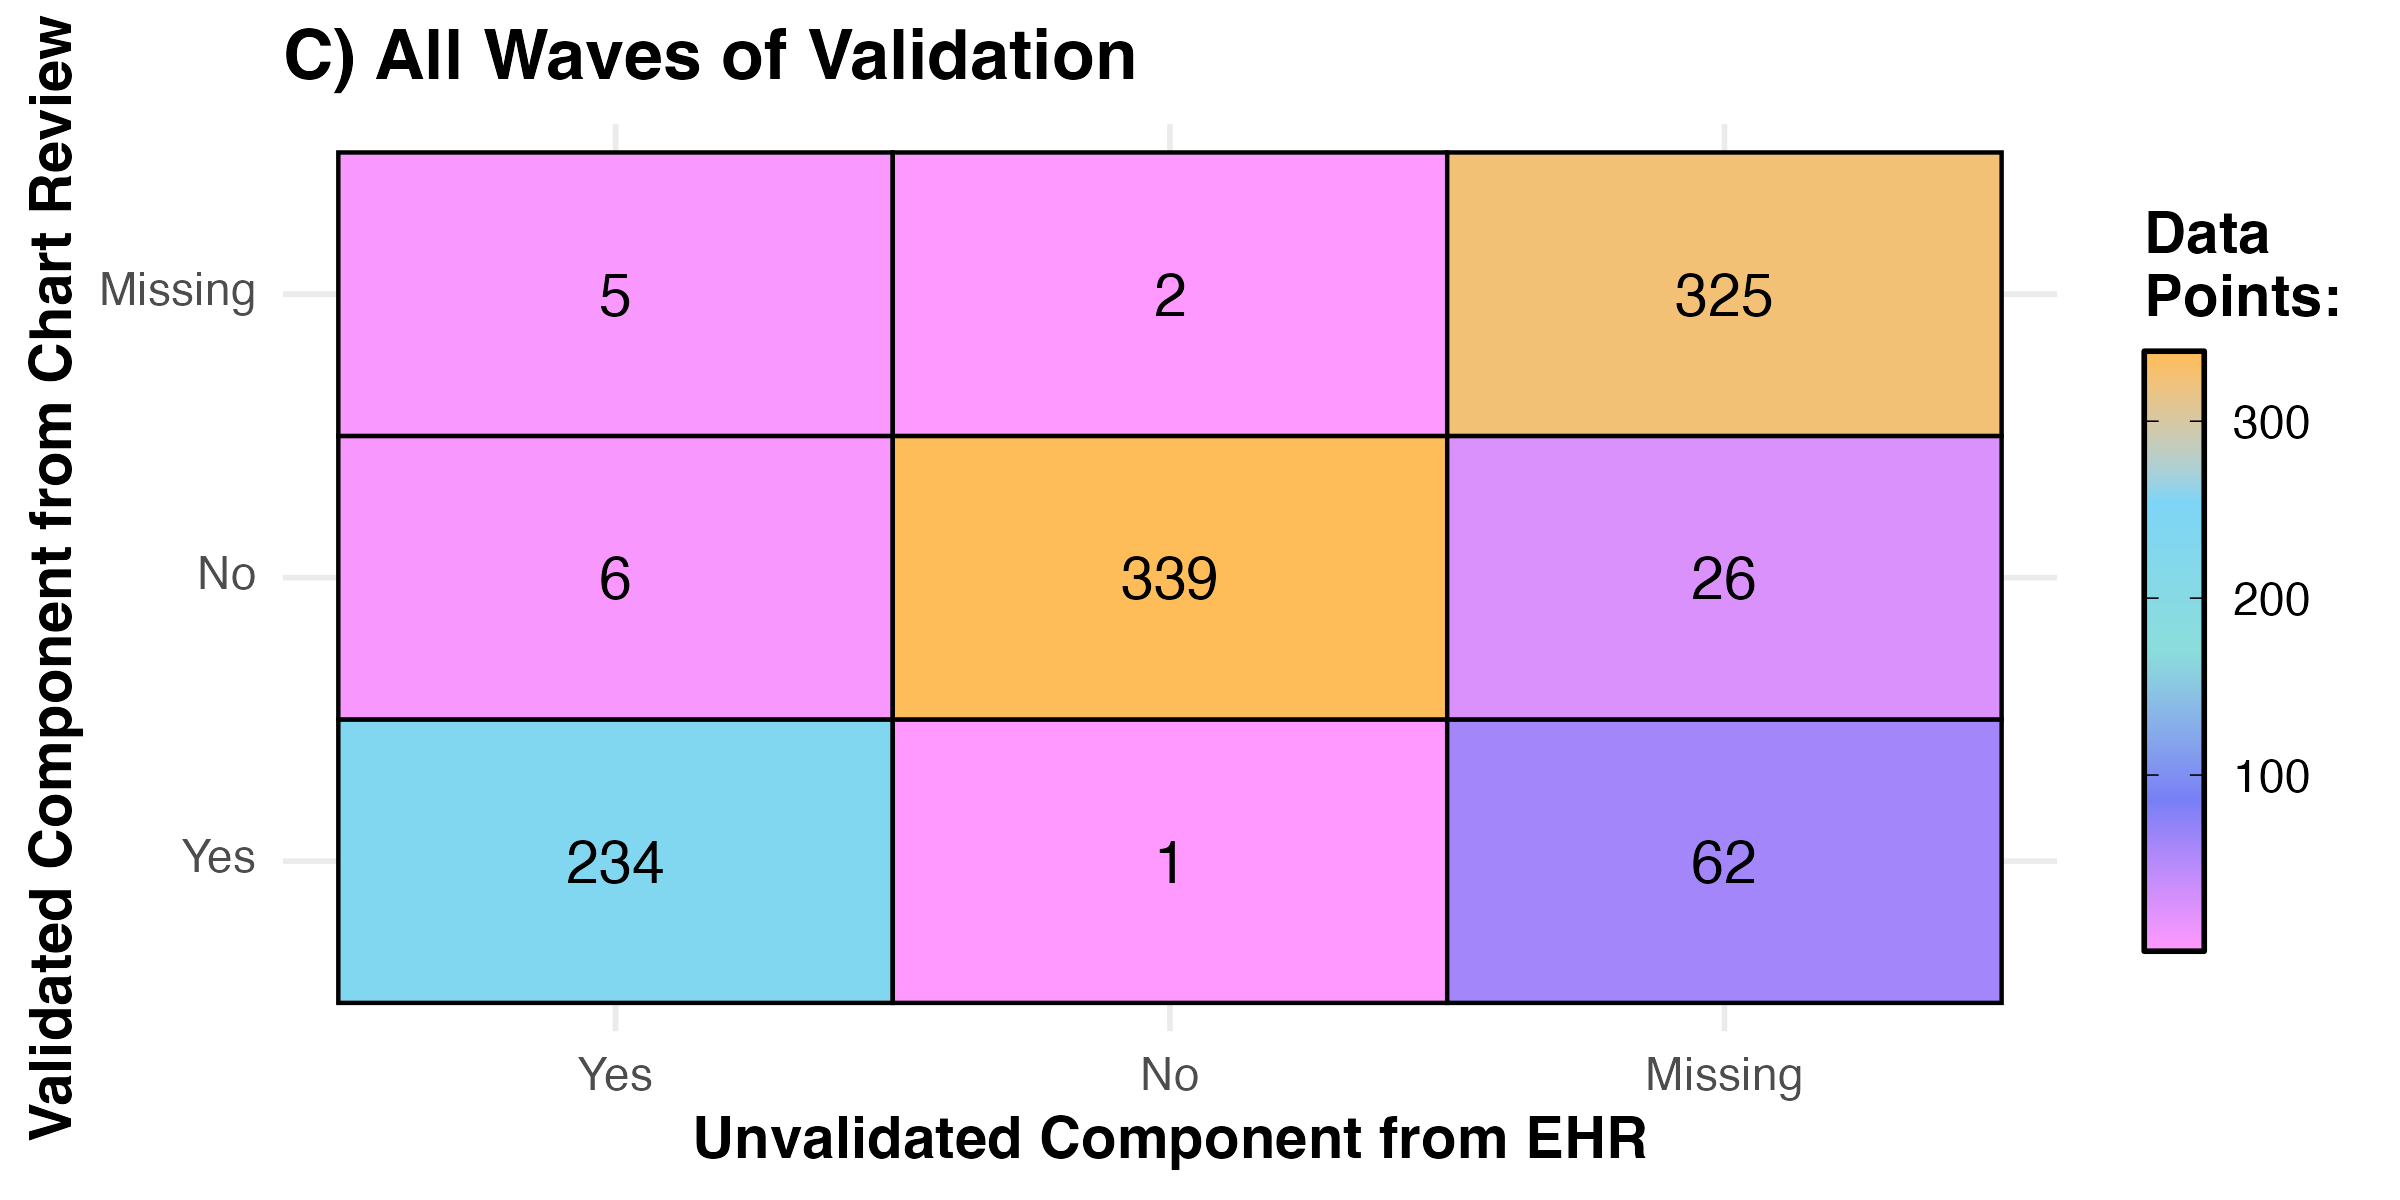 C) All Waves of Validation
Validated Component from Chart Review
Missing
5
2
325
No
6
339
26
Yes
234
1
62
Yes
No
Missing
Unvalidated Component from EHR
Data
Points:
300
200
100